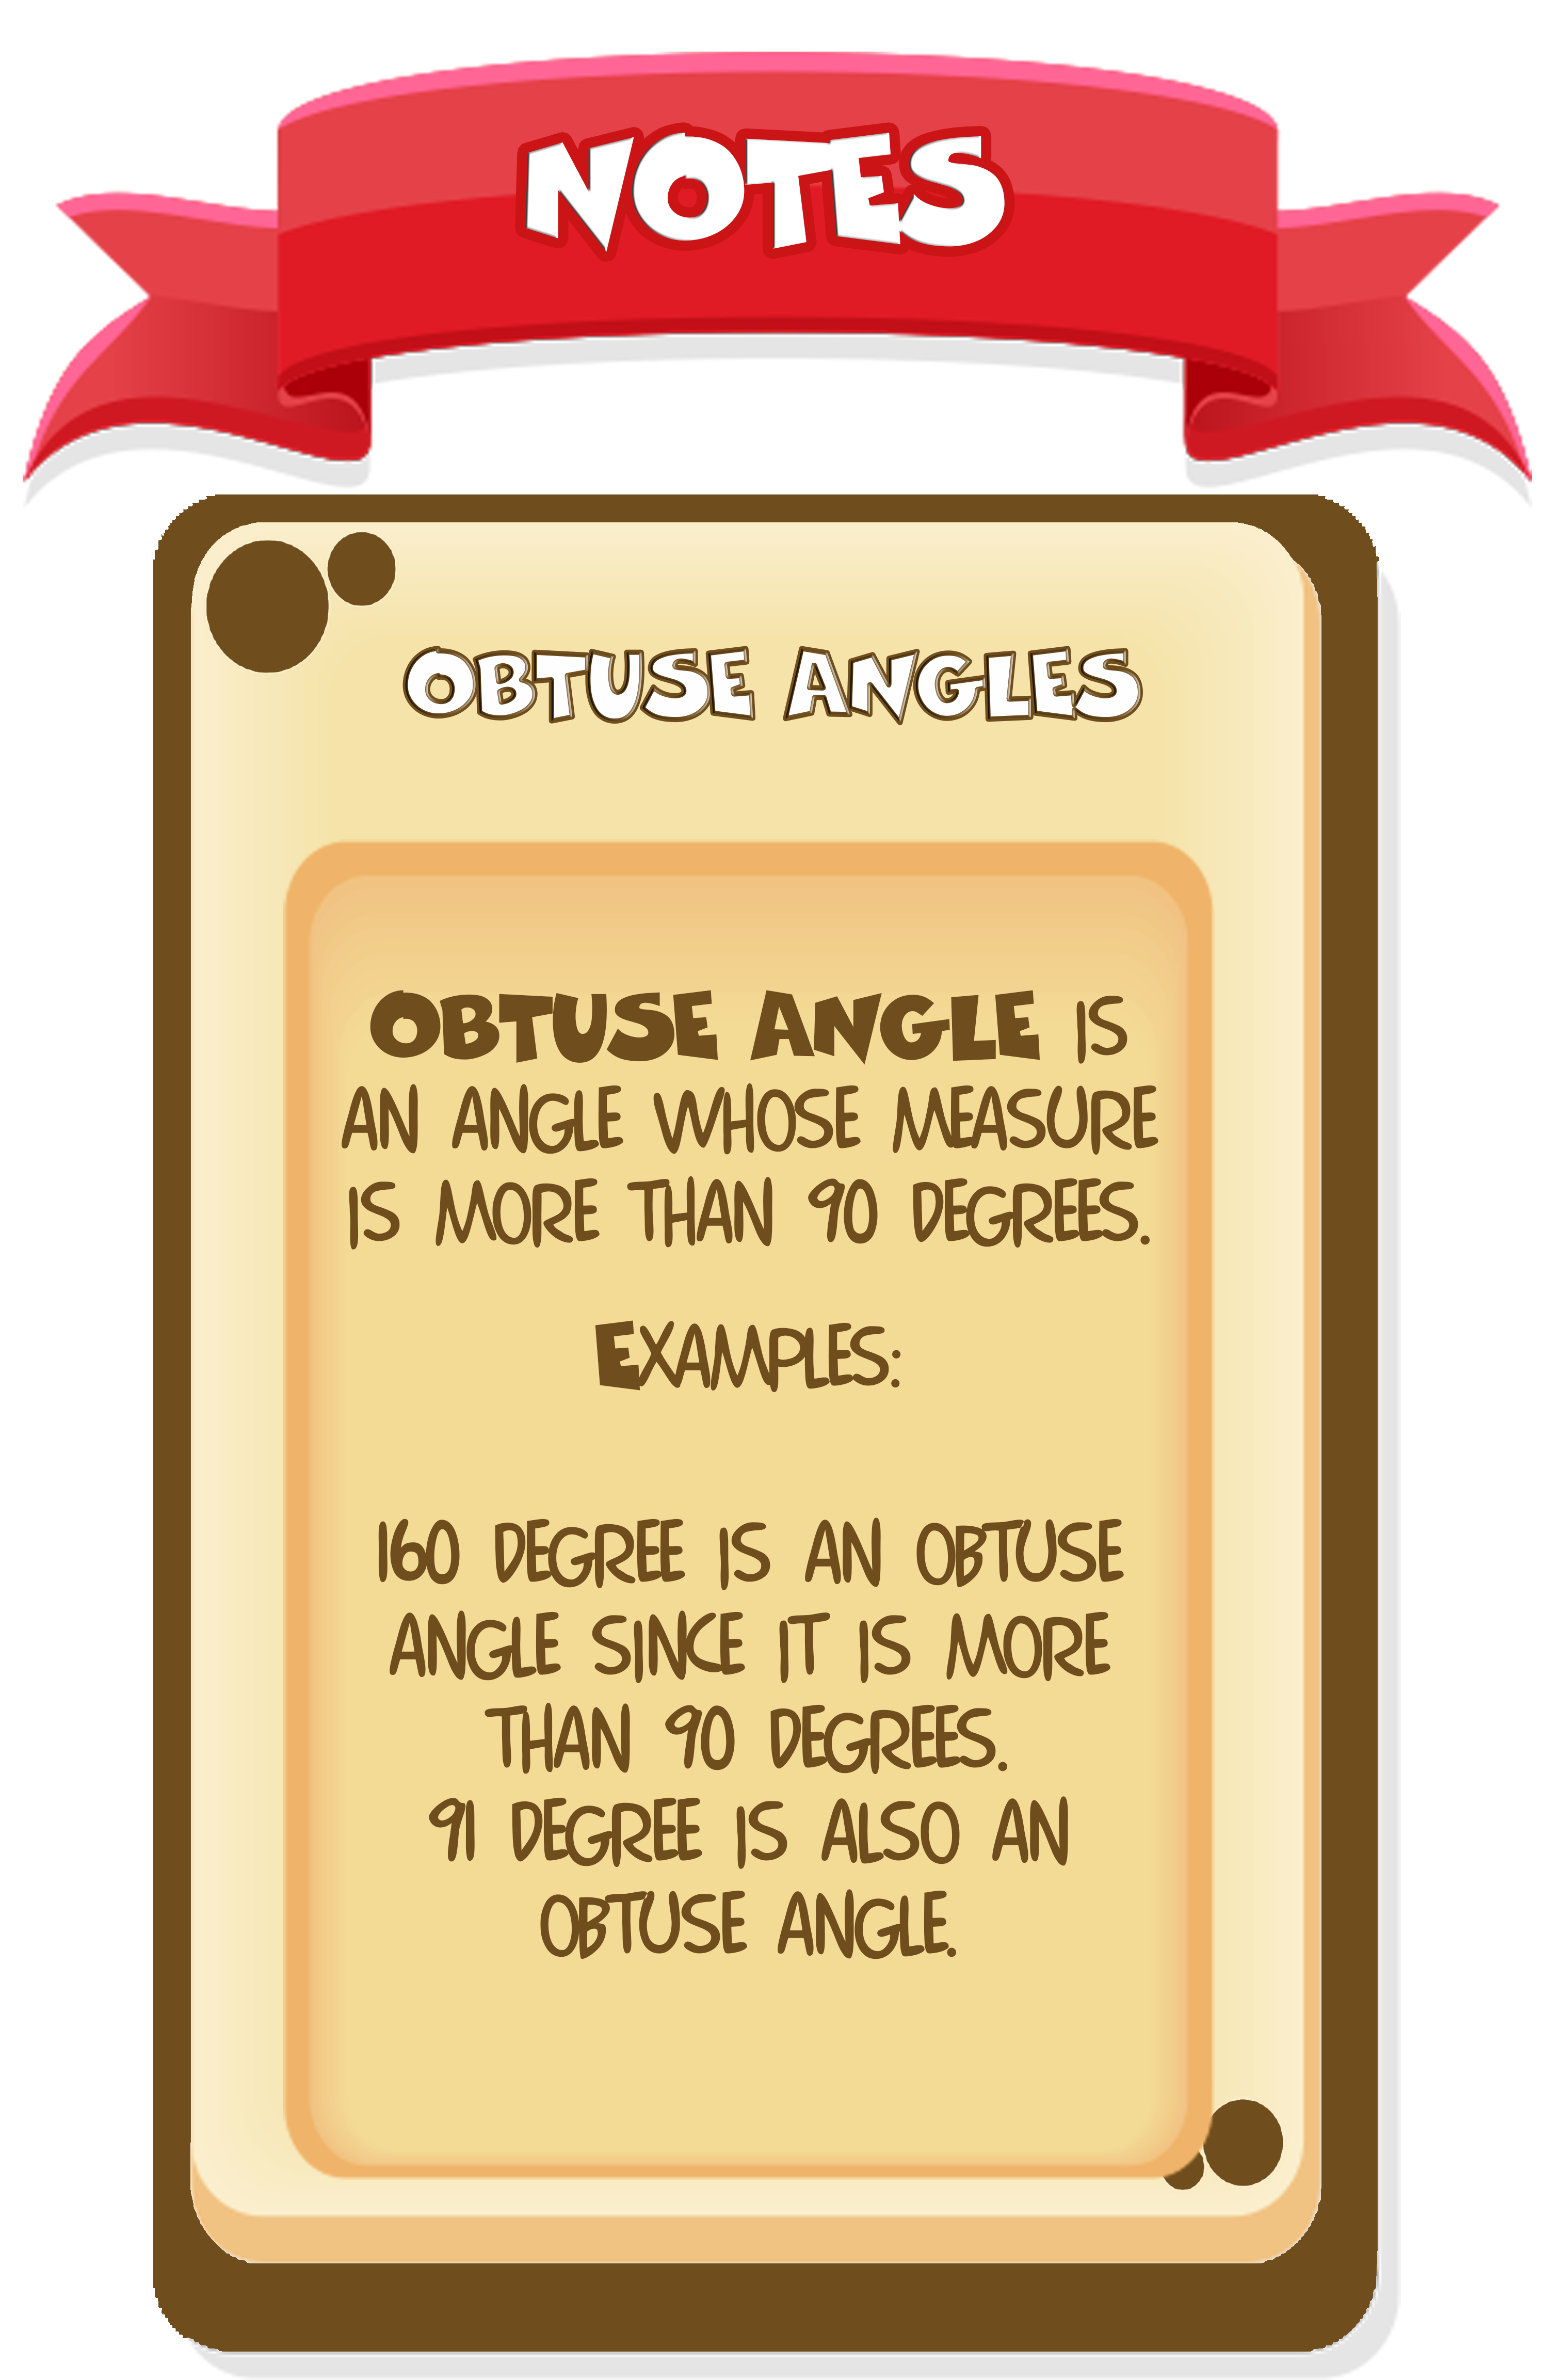 NOTES
OBTUSE ANGLES
OBTUSE ANGLE IS
AN ANGLE WHOSE MEASURE
IS MORE THAN 90 DEGREES.
EXAMPLES:
160 DEGREE IS AN OBTUSE
ANGLE SINCE IT IS MORE
THAN 90 DEGREES.
91 DEGREE IS ALSO AN
OBTUSE ANGLE.